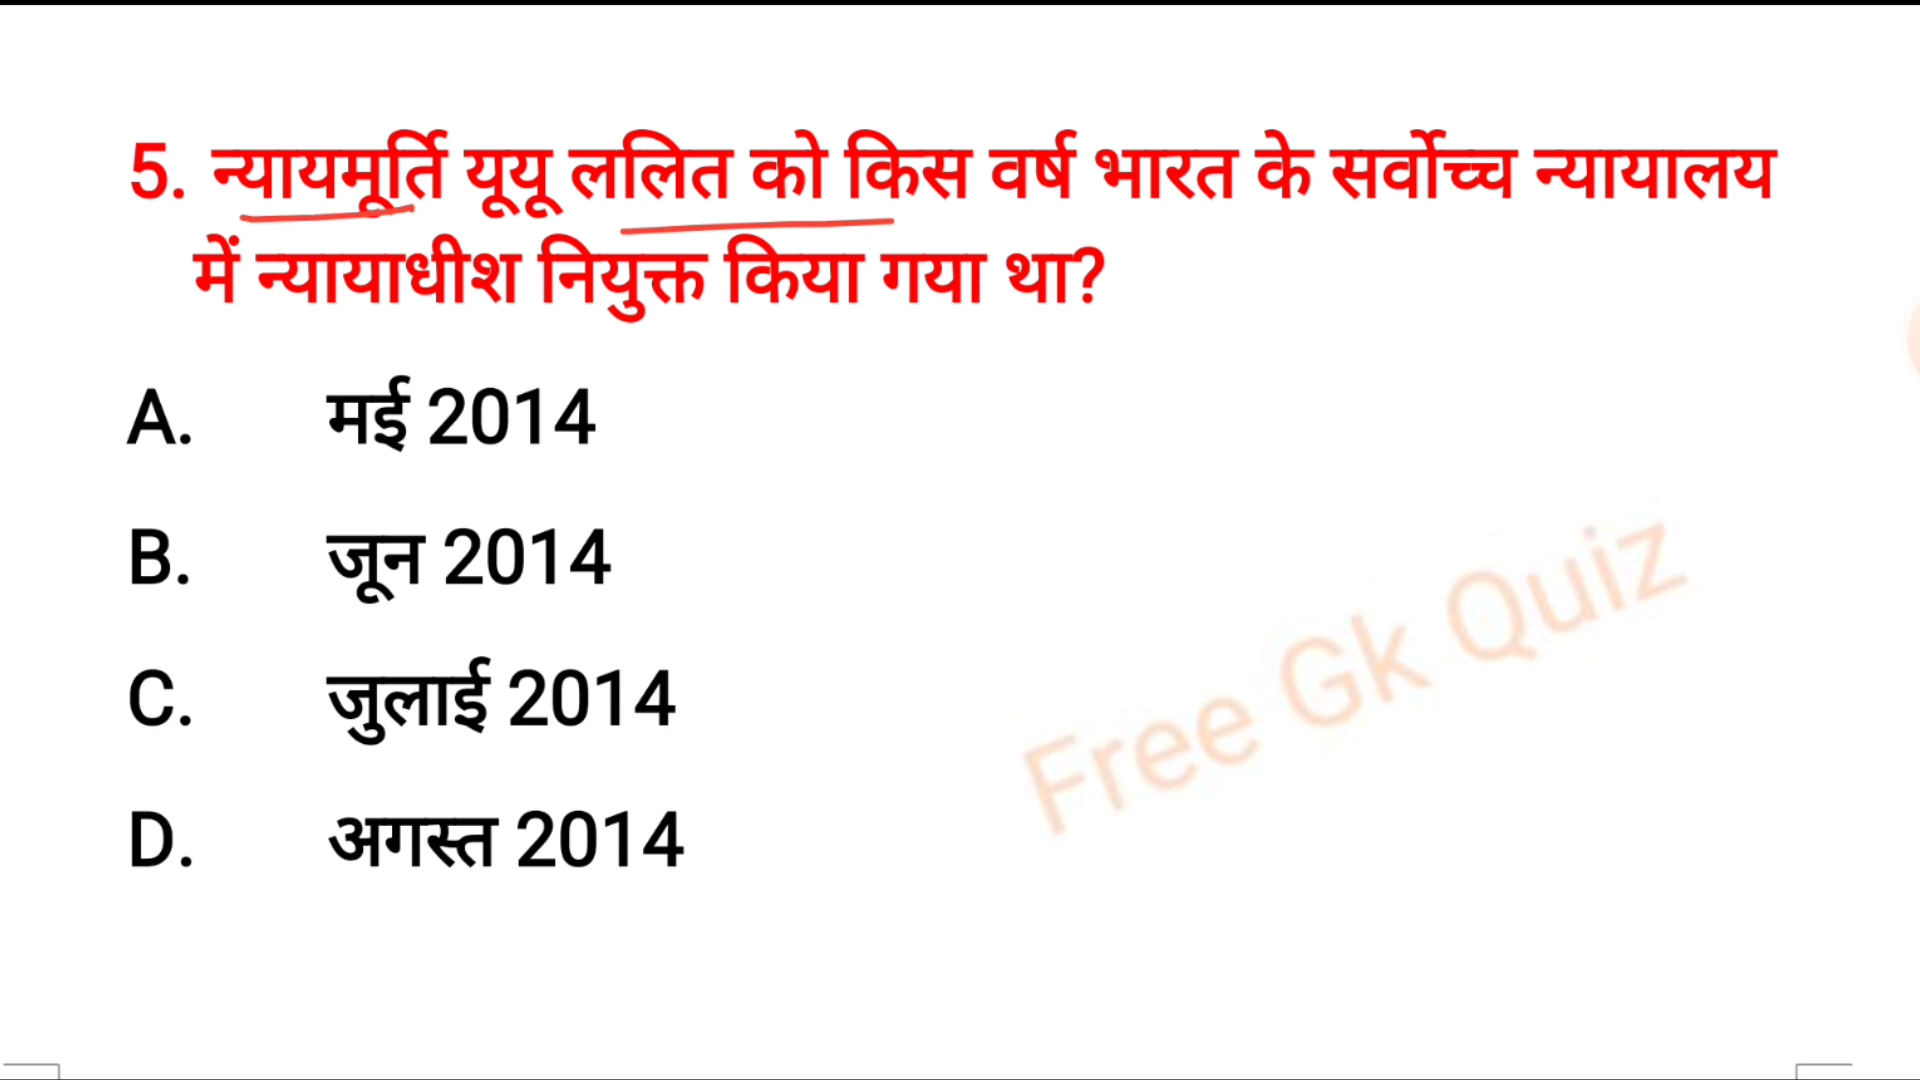 5. न्यायमूर्ति यूयू ललित को किस वर्ष भारत के सर्वोच्च न्यायालय
में न्यायाधीश नियुक्त किया गया था?
A. मई 2014
B. जून 2014
C. जुलाई 2014
D. अगस्त 2014
Free Gk Quiz